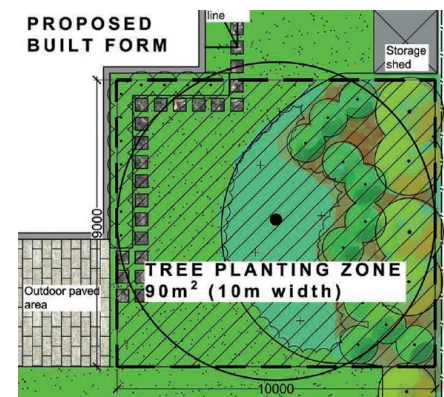 PROPOSED
BUILT FORM
line
Storage
shed
9000
TREE PLANTING ZONE
90m² (10m width)
Outdoor paved
area
10000